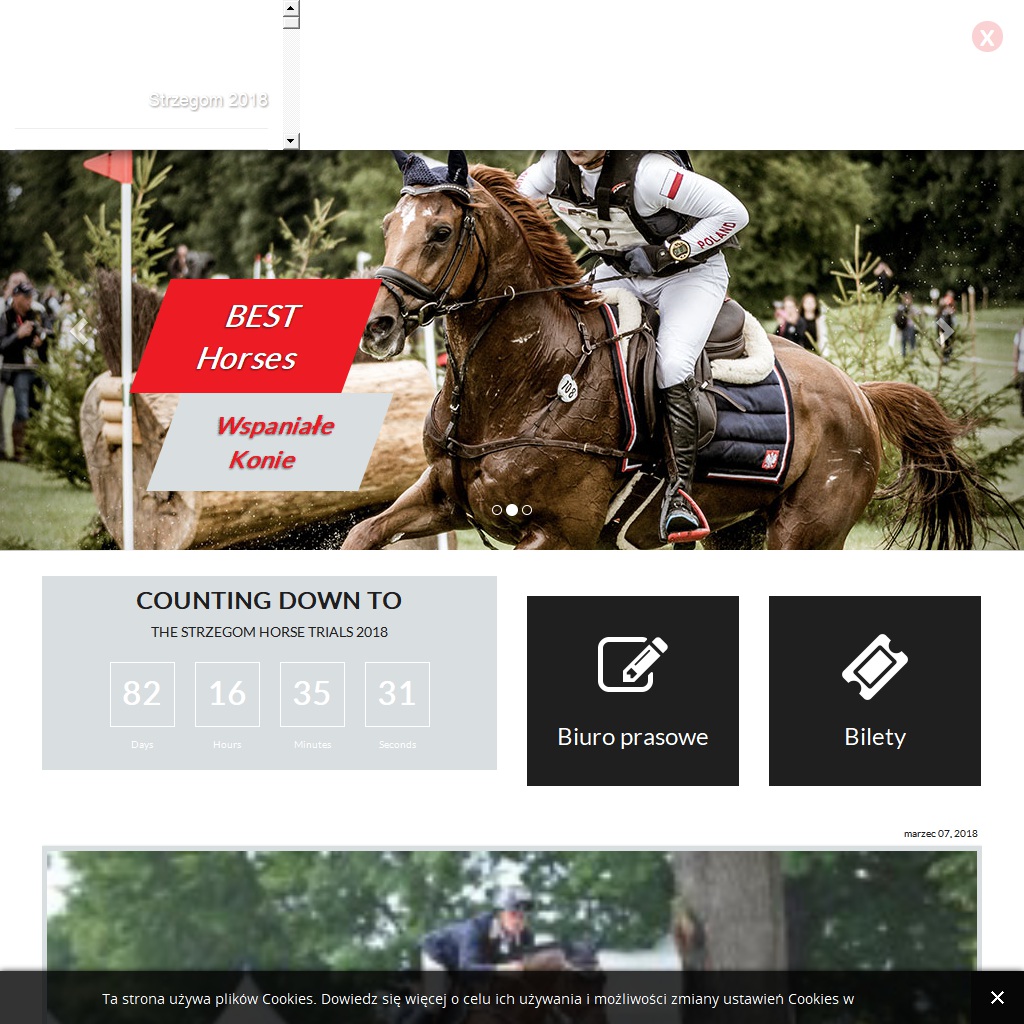 Strzegom 2018
X
POLAND
BEST
Horses
108
Wspaniałe
Konie
COUNTING DOWN TO
THE STRZEGOM HORSE TRIALS 2018
82 16 35 31
Days Hours Minutes Seconds
Biuro prasowe
Bilety
marzec 07, 2018
Ta strona używa plików Cookies. Dowiedz się więcej o celu ich używania i możliwości zmiany ustawień Cookies w